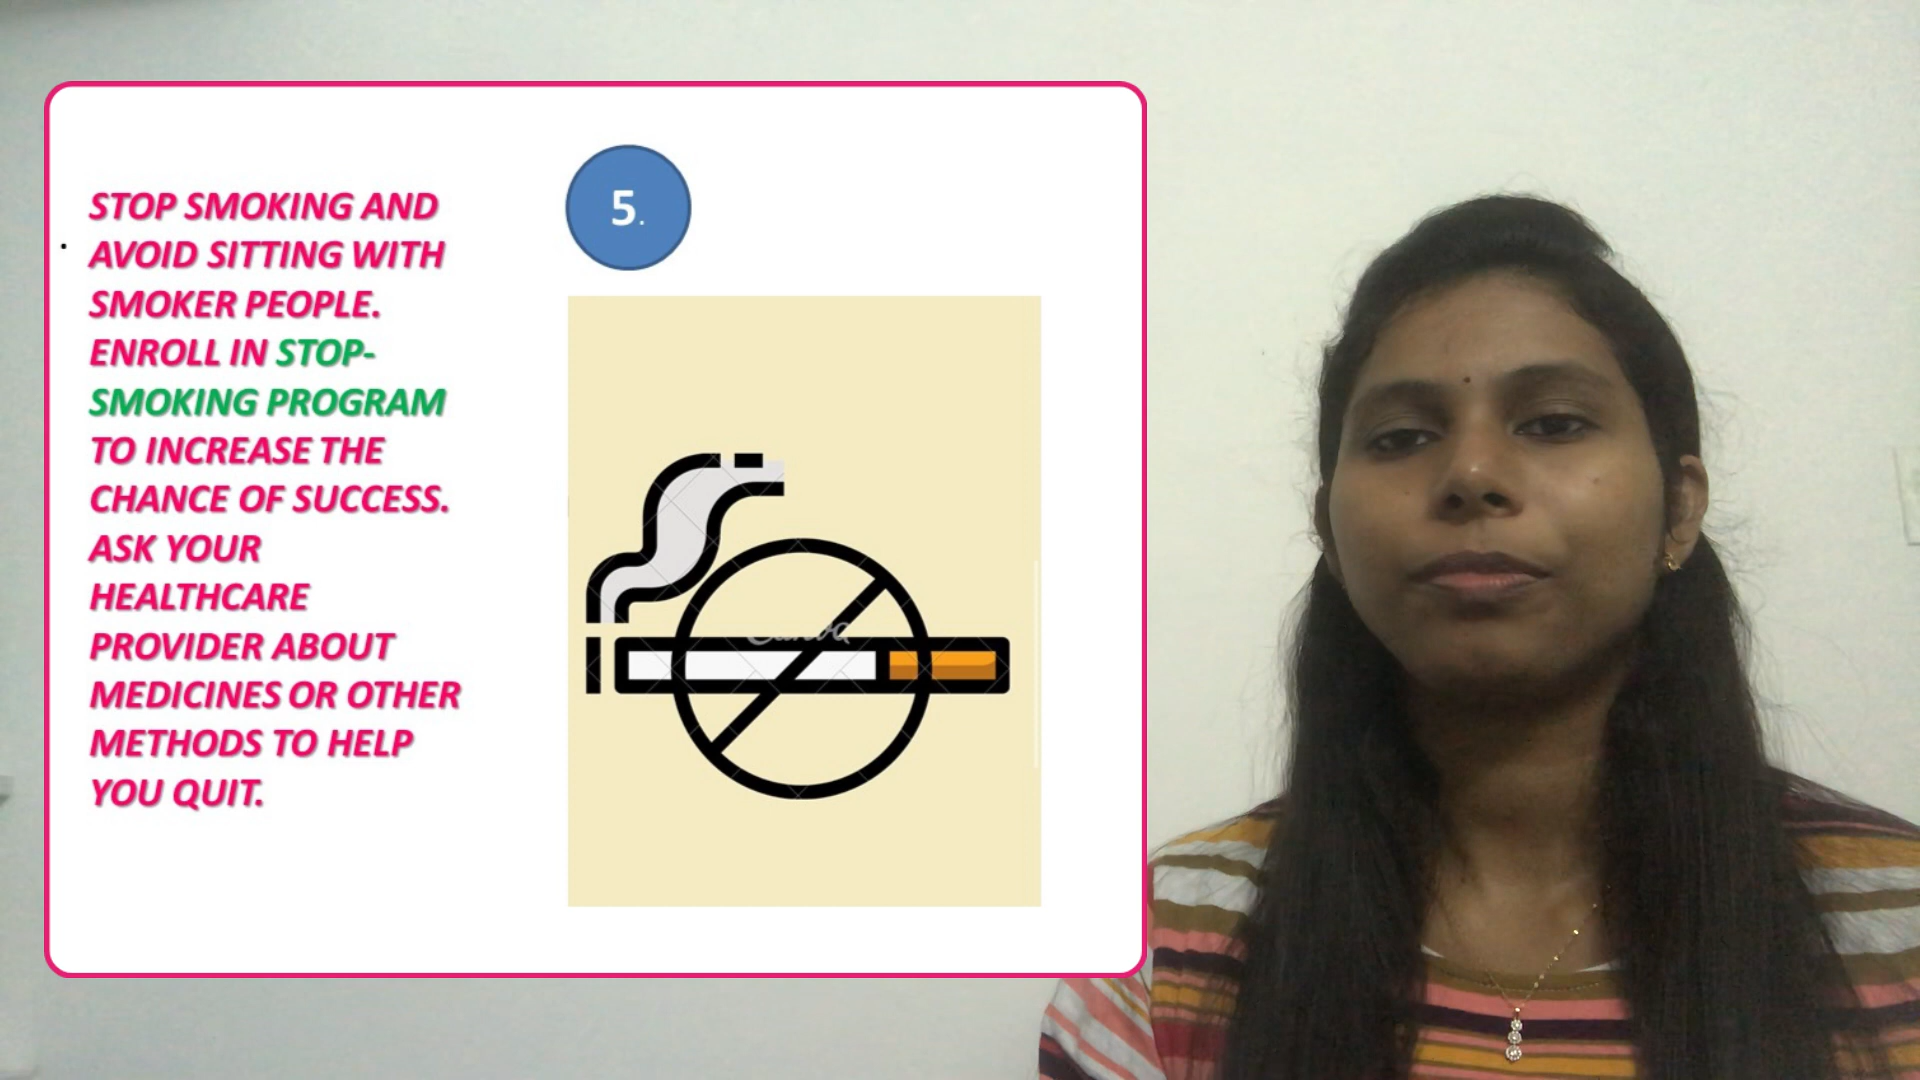 5.
STOP SMOKING AND
AVOID SITTING WITH
SMOKER PEOPLE.
ENROLL IN STOP-
SMOKING PROGRAM
TO INCREASE THE
CHANCE OF SUCCESS.
ASK YOUR
HEALTHCARE
PROVIDER ABOUT
MEDICINES OR OTHER
METHODS TO HELP
YOU QUIT.
Canva